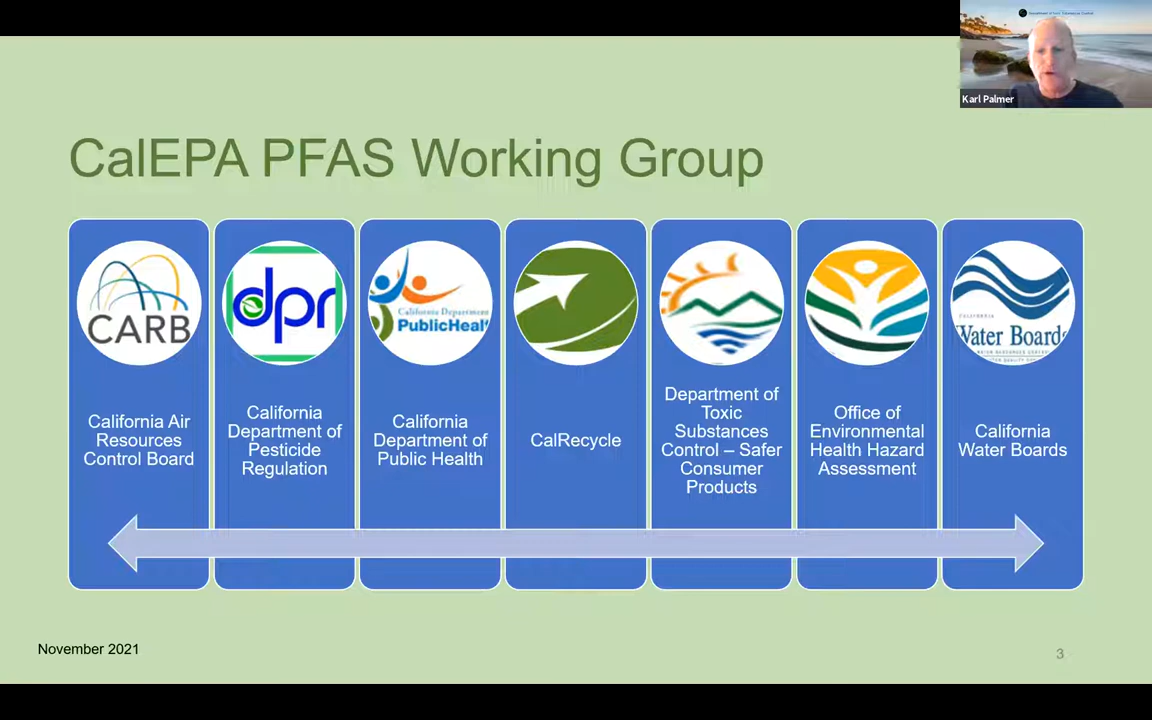 Karl Palmer
CalEPA PFAS Working Group
CARB
dpr
California Department
PublicHeal
CALIFORNIA
Water Boards
California Air
Resources
Control Board
California
Department of
Pesticide
Regulation
California
Department of
Public Health
CalRecycle
Department of
Toxic
Substances
Control – Safer
Consumer
Products
Office of
Environmental
Health Hazard
Assessment
California
Water Boards
November 2021
3